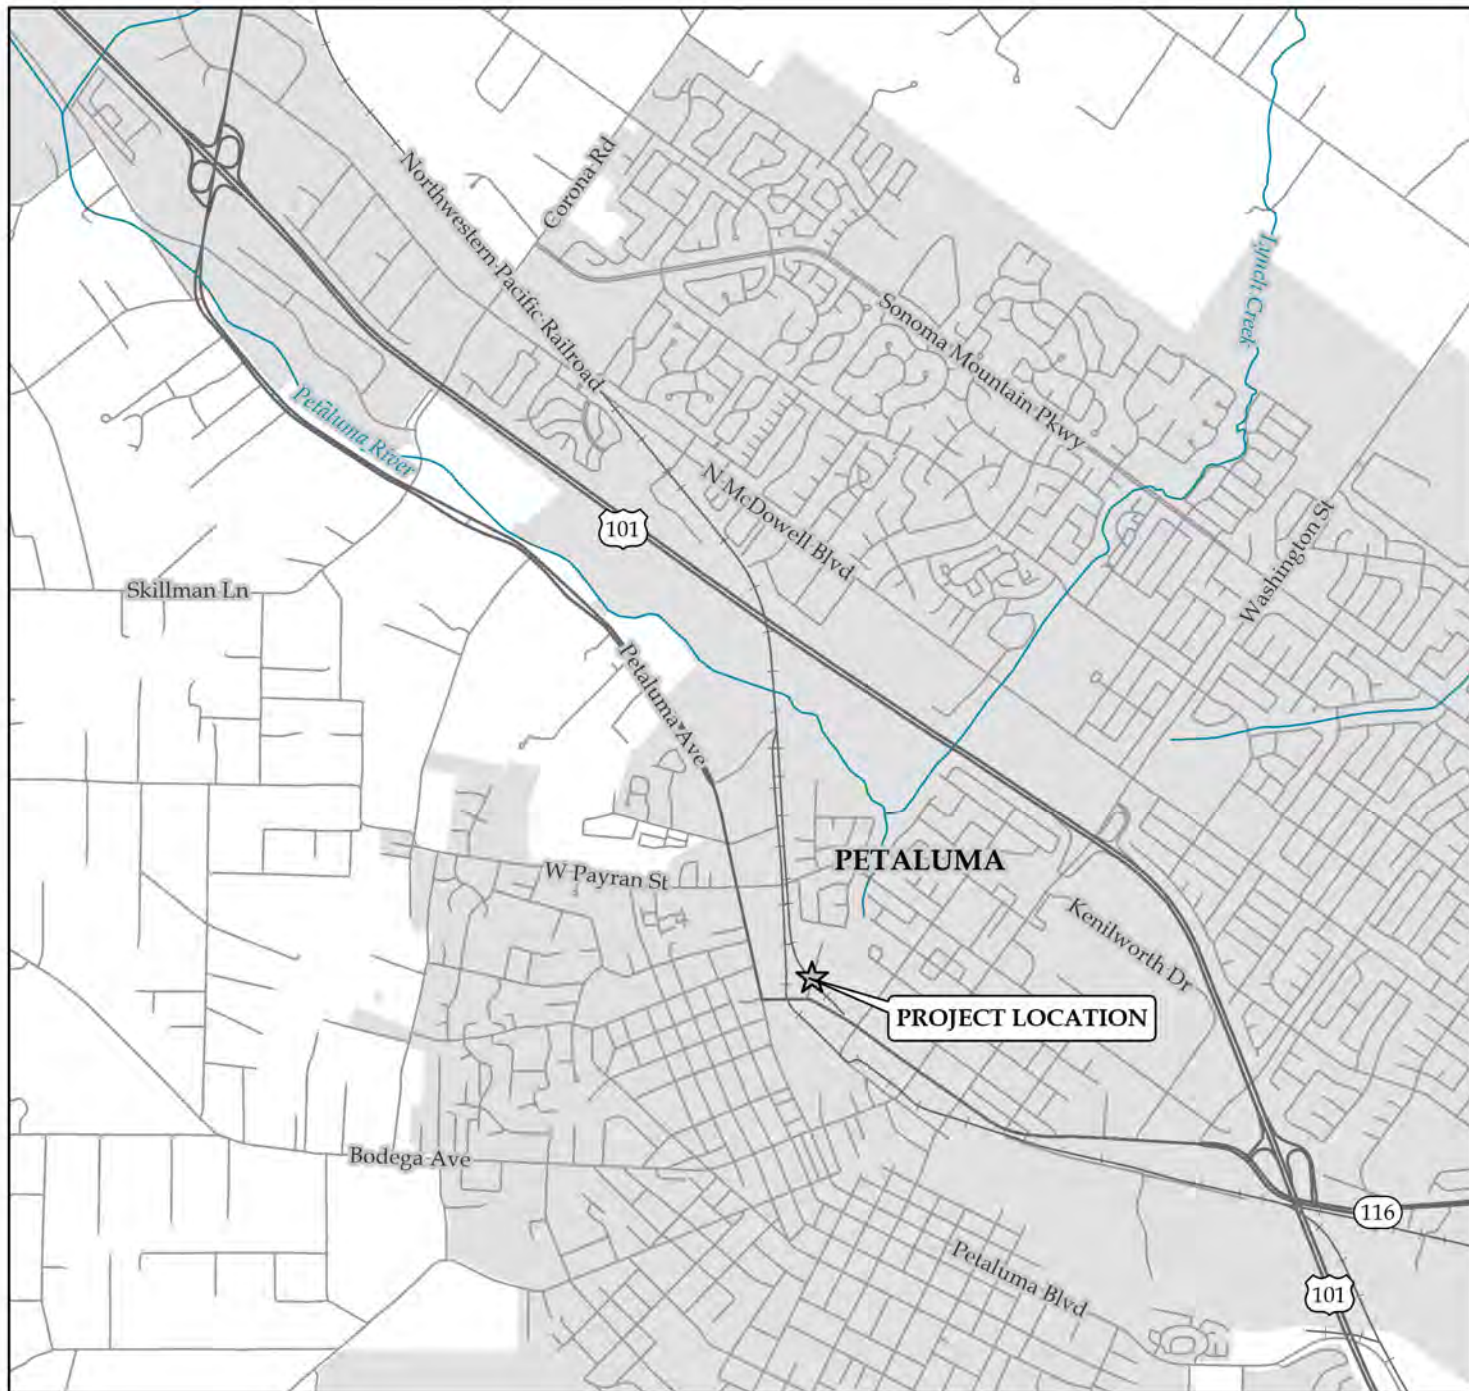 Corona Rd
Northwestern Pacific Railroad
Lynch Creek
Sonoma Mountain Pkwy
Petaluma River
N McDowell Blvd
101
Washington St
Skillman Ln
Petaluma Ave
PETALUMA
W Payran St
Kenilworth Dr
PROJECT LOCATION
Bodega Ave
116
Petaluma Blvd
101